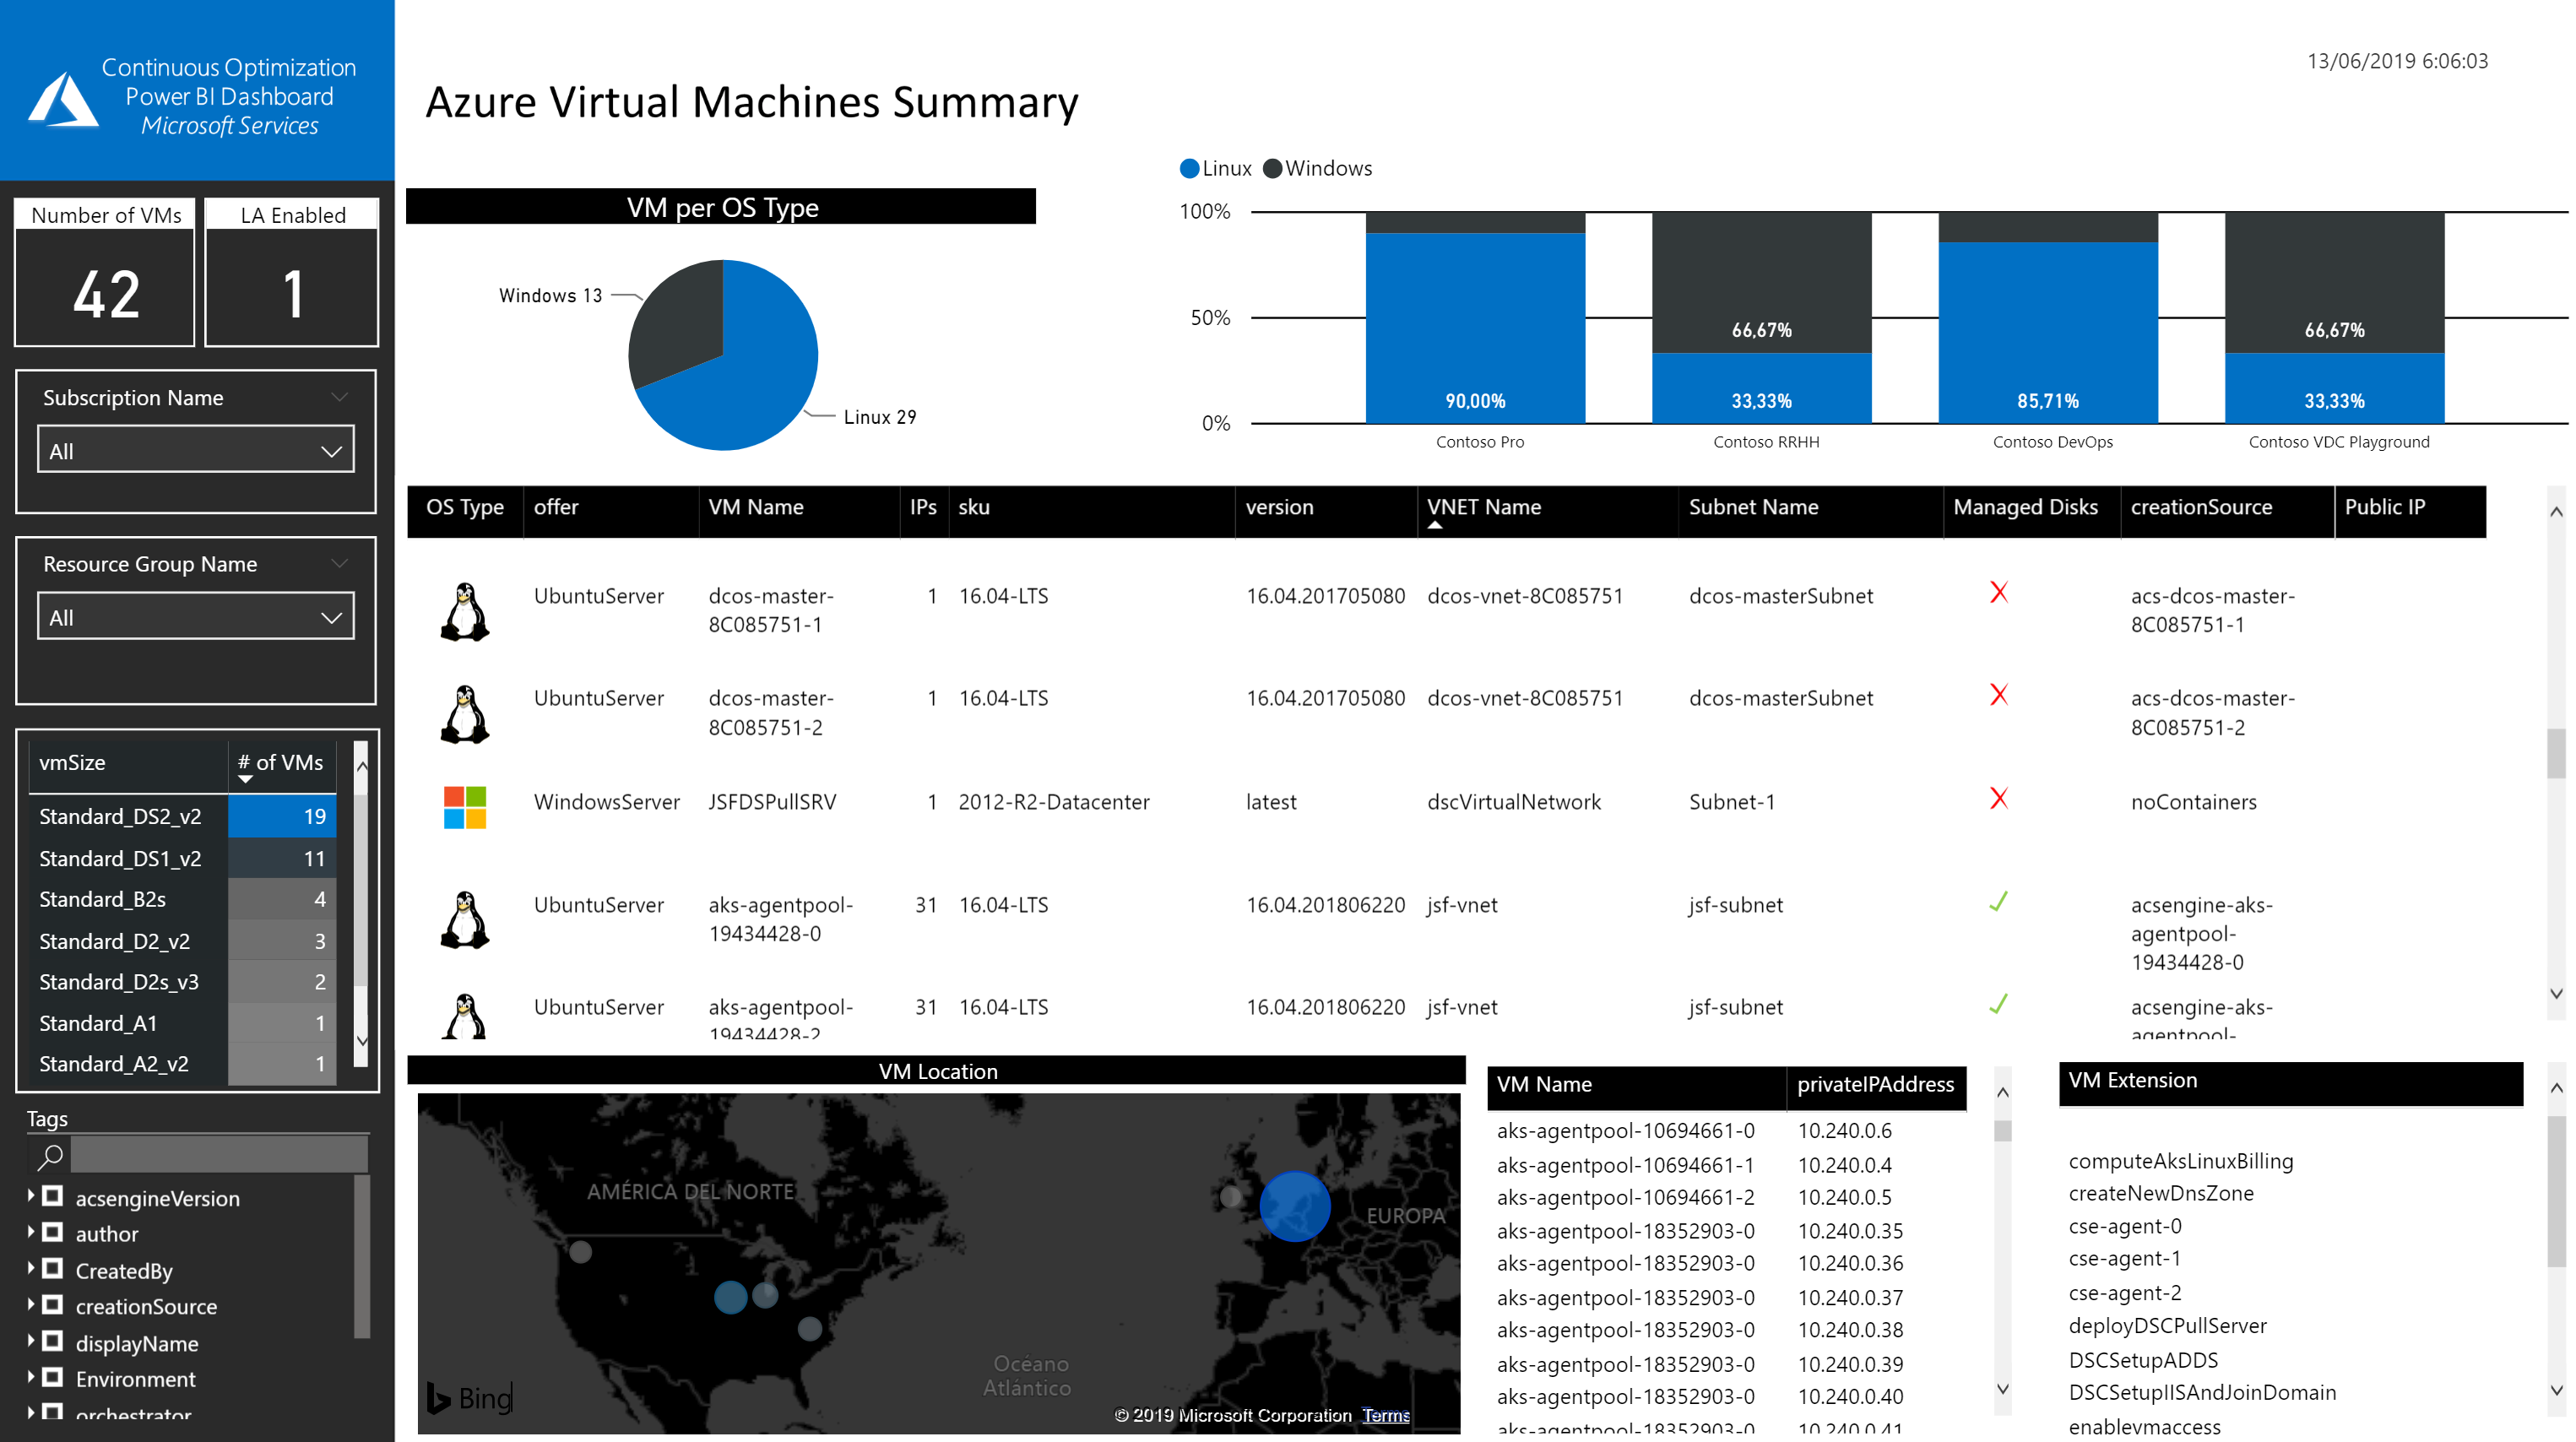 Continuous Optimization
Power BI Dashboard
Microsoft Services
13/06/2019 6:06:03
Azure Virtual Machines Summary
Number of VMs
42
LA Enabled
1
Subscription Name
All
Resource Group Name
All
vmSize # of VMs
Standard_DS2_v2 19
Standard_DS1_v2 11
Standard_B2s 4
Standard_D2_v2 3
Standard_D2s_v3 2
Standard_A1 1
Standard_A2_v2 1
Tags
acsengineVersion
author
CreatedBy
creationSource
displayName
Environment
orchestrator
VM per OS Type
Windows 13
Linux 29
Linux Windows
100%
50%
0%
90,00%
66,67%
33,33%
85,71%
66,67%
33,33%
Contoso Pro
Contoso RRHH
Contoso DevOps
Contoso VDC Playground
OS Type offer VM Name IPs sku version VNET Name Subnet Name Managed Disks creationSource Public IP
UbuntuServer dcos-master- 1 16.04-LTS 16.04.201705080 dcos-vnet-8C085751 dcos-masterSubnet acs-dcos-master-
8C085751-1 8C085751-1
UbuntuServer dcos-master- 1 16.04-LTS 16.04.201705080 dcos-vnet-8C085751 dcos-masterSubnet acs-dcos-master-
8C085751-2 8C085751-2
WindowsServer JSFDSPullSRV 1 2012-R2-Datacenter latest dscVirtualNetwork Subnet-1 noContainers
UbuntuServer aks-agentpool- 31 16.04-LTS 16.04.201806220 jsf-vnet jsf-subnet acsengine-aks-
19434428-0 agentpool-
19434428-0
UbuntuServer aks-agentpool- 31 16.04-LTS 16.04.201806220 jsf-vnet jsf-subnet acsengine-aks-
19434428-2 agentpool-
VM Location
AMÉRICA DEL NORTE
EUROPA
Océano
Atlántico
Bing
© 2019 Microsoft Corporation Terms
VM Name privateIPAddress
aks-agentpool-10694661-0 10.240.0.6
aks-agentpool-10694661-1 10.240.0.4
aks-agentpool-10694661-2 10.240.0.5
aks-agentpool-18352903-0 10.240.0.35
aks-agentpool-18352903-0 10.240.0.36
aks-agentpool-18352903-0 10.240.0.37
aks-agentpool-18352903-0 10.240.0.38
aks-agentpool-18352903-0 10.240.0.39
aks-agentpool-18352903-0 10.240.0.40
aks-agentpool-18352903-0 10.240.0.41
VM Extension
computeAksLinuxBilling
createNewDnsZone
cse-agent-0
cse-agent-1
cse-agent-2
deployDSCPullServer
DSCSetupADDS
DSCSetupIISAndJoinDomain
enablevmaccess